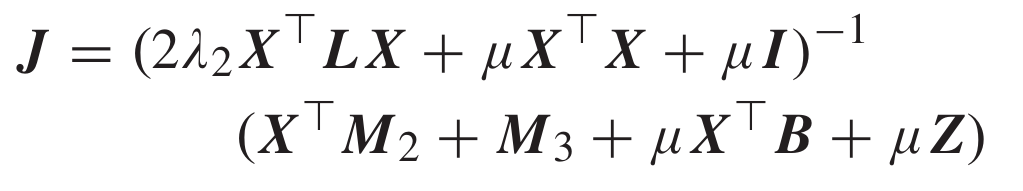 J = (2λ₂X⊤LX + μX⊤X + μI)⁻¹
(X⊤M₂ + M₃ + μX⊤B + μZ)